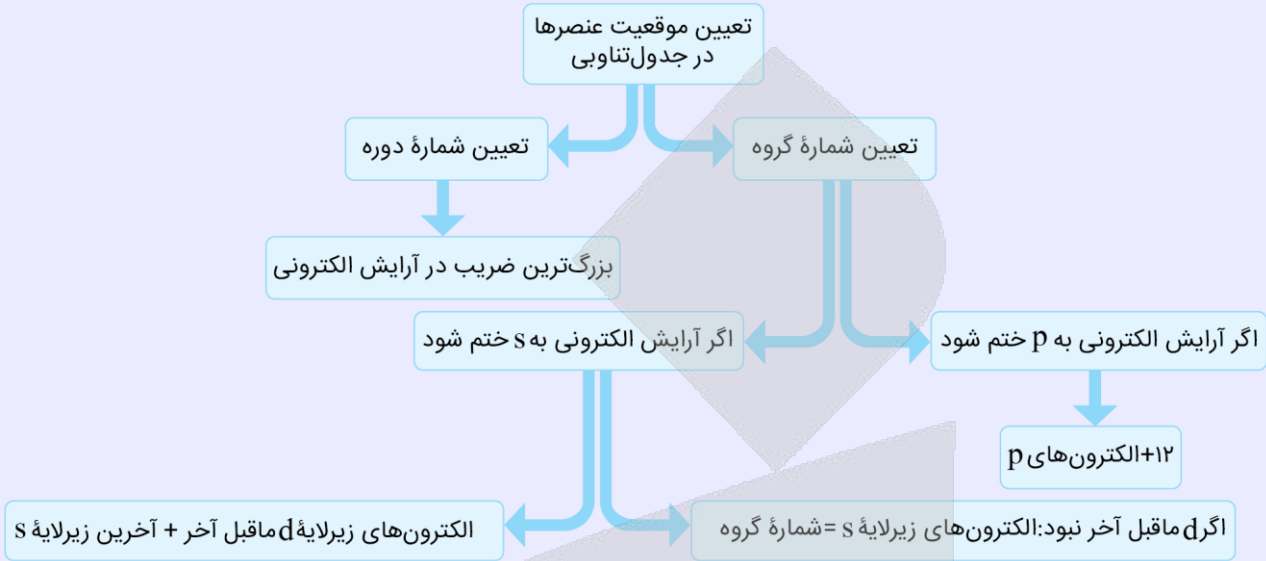 تعیین موقعیت عنصرها
در جدول‌تناوبی
تعیین شمارهٔ گروه
تعیین شمارهٔ دوره
بزرگ‌ترین ضریب در آرایش الکترونی
اگر آرایش الکترونی به p ختم شود
اگر آرایش الکترونی به s ختم شود
۱۲+الکترون‌های p
اگر d ماقبل آخر نبود:الکترون‌های زیرلایهٔ s =شمارهٔ گروه
الکترون‌های زیرلایهٔ d ماقبل آخر + آخرین زیرلایهٔ s